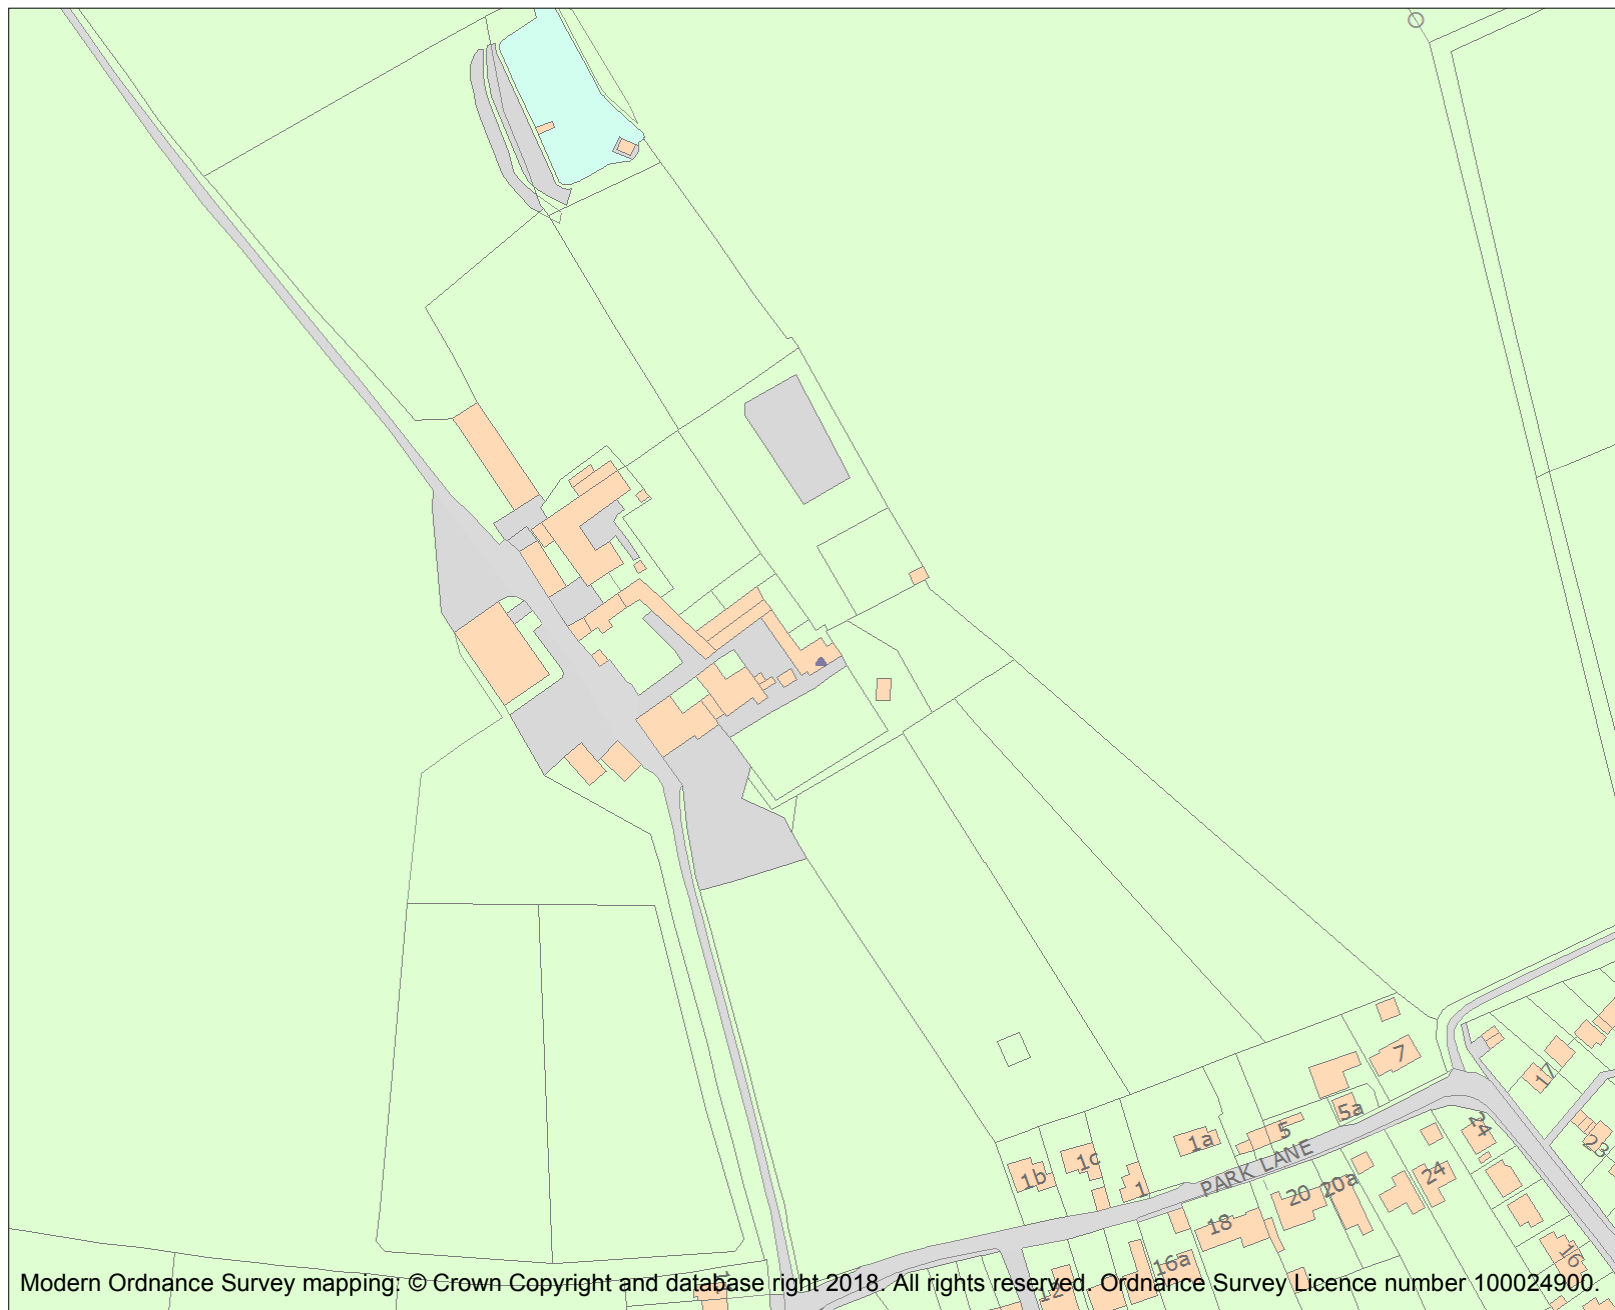 7
17
5a
24
5
1a
23
1c
PARK LANE
1b
1
24
20a
20
18
16
16a
12
Modern Ordnance Survey mapping: © Crown Copyright and database right 2018. All rights reserved. Ordnance Survey Licence number 100024900.